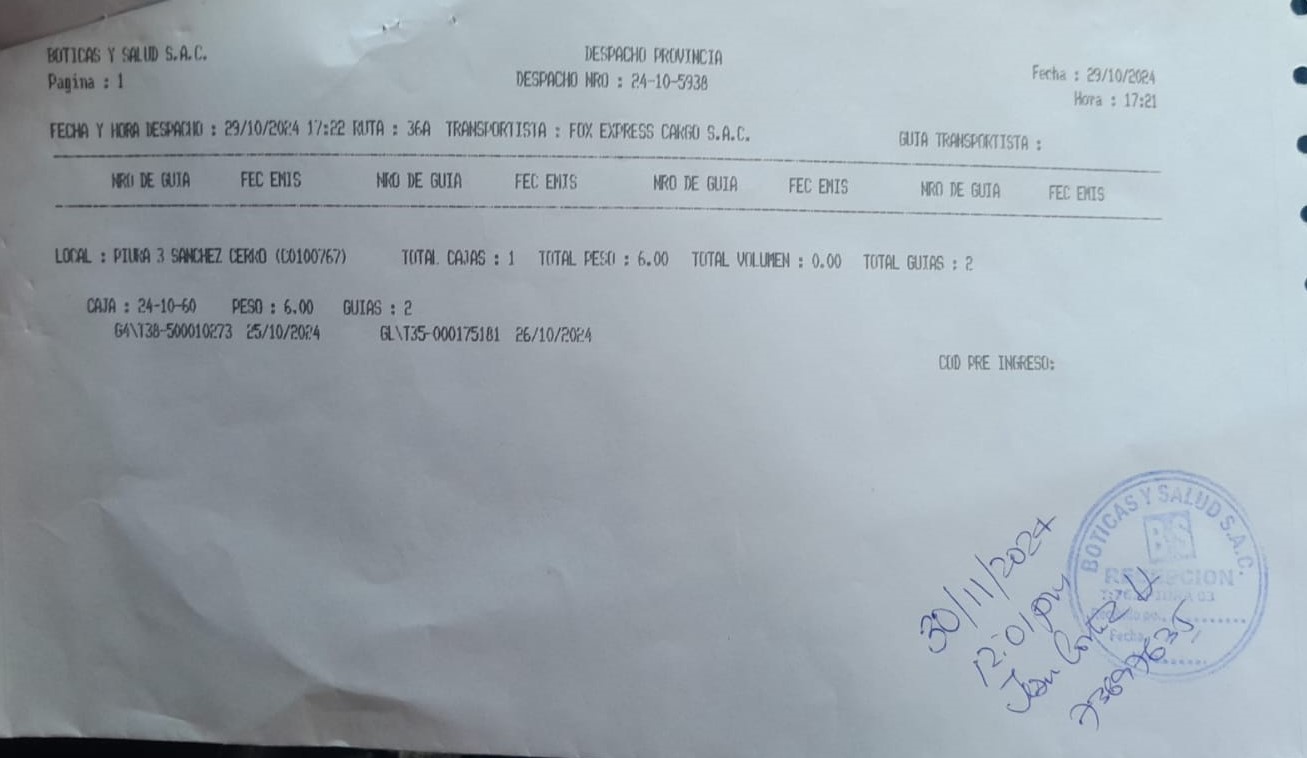 BOTICAS Y SALUD S.A.C.
DESPACHO PROVINCIA
Pagina : 1
DESPACHO NRO : 24-10-5938
Fecha : 29/10/2024
Hora : 17:21
FECHA Y HORA DESPACHO : 29/10/2024 17:22 RUTA : 36A TRANSPORTISTA : FOX EXPRESS CARGO S.A.C.
GUIA TRANSPORTISTA :
NRO DE GUIA FEC EMIS NRO DE GUIA FEC EMIS NRO DE GUIA FEC EMIS NRO DE GUIA FEC EMIS
LOCAL : PIURA 3 SANCHEZ CERRO (C0100767) TOTAL CAJAS : 1 TOTAL PESO : 6.00 TOTAL VOLUMEN : 0.00 TOTAL GUIAS : 2
CAJA : 24-10-60 PESO : 6.00 GUIAS : 2
G4\T38-500010273 25/10/2024 GL\T35-000175181 26/10/2024
COD PRE INGRESO:
BOTICAS Y SALUD S.A.C.
BS
RECEPCION
03
Fecha
30/11/2024
12:01 pm